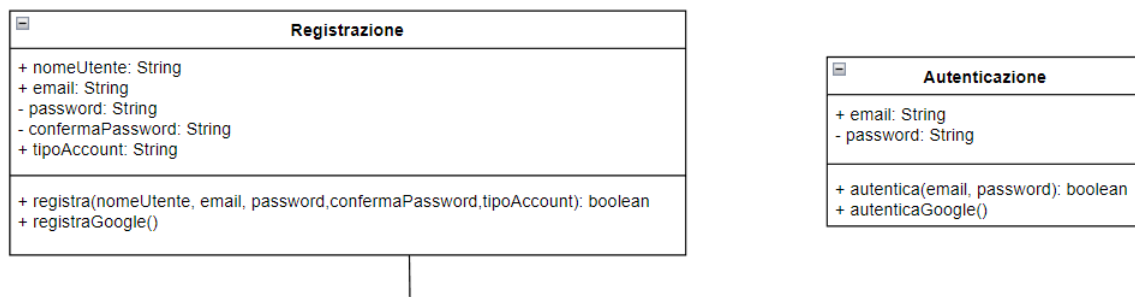 Registrazione
+ nomeUtente: String
+ email: String
- password: String
- confermaPassword: String
+ tipoAccount: String
+ registra(nomeUtente, email, password,confermaPassword,tipoAccount): boolean
+ registraGoogle()
Autenticazione
+ email: String
- password: String
+ autentica(email, password): boolean
+ autenticaGoogle()